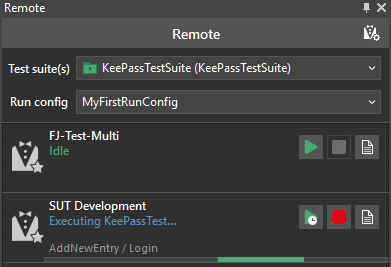 Remote
Remote
Test suite(s)
KeePassTestSuite (KeePassTestSuite)
Run config
MyFirstRunConfig
FJ-Test-Multi
Idle
SUT Development
Executing KeePassTest...
AddNewEntry / Login